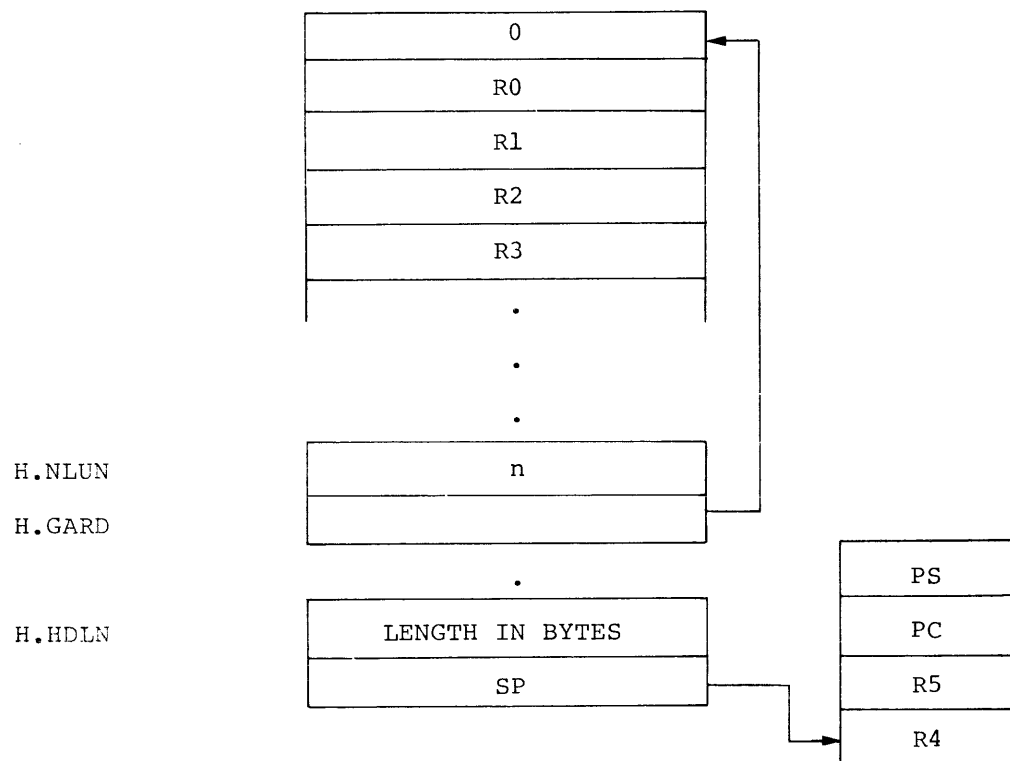 0
R0
R1
R2
R3
.
.
.
H.NLUN n
H.GARD
.
PS
H.HDLN LENGTH IN BYTES PC
SP R5
R4